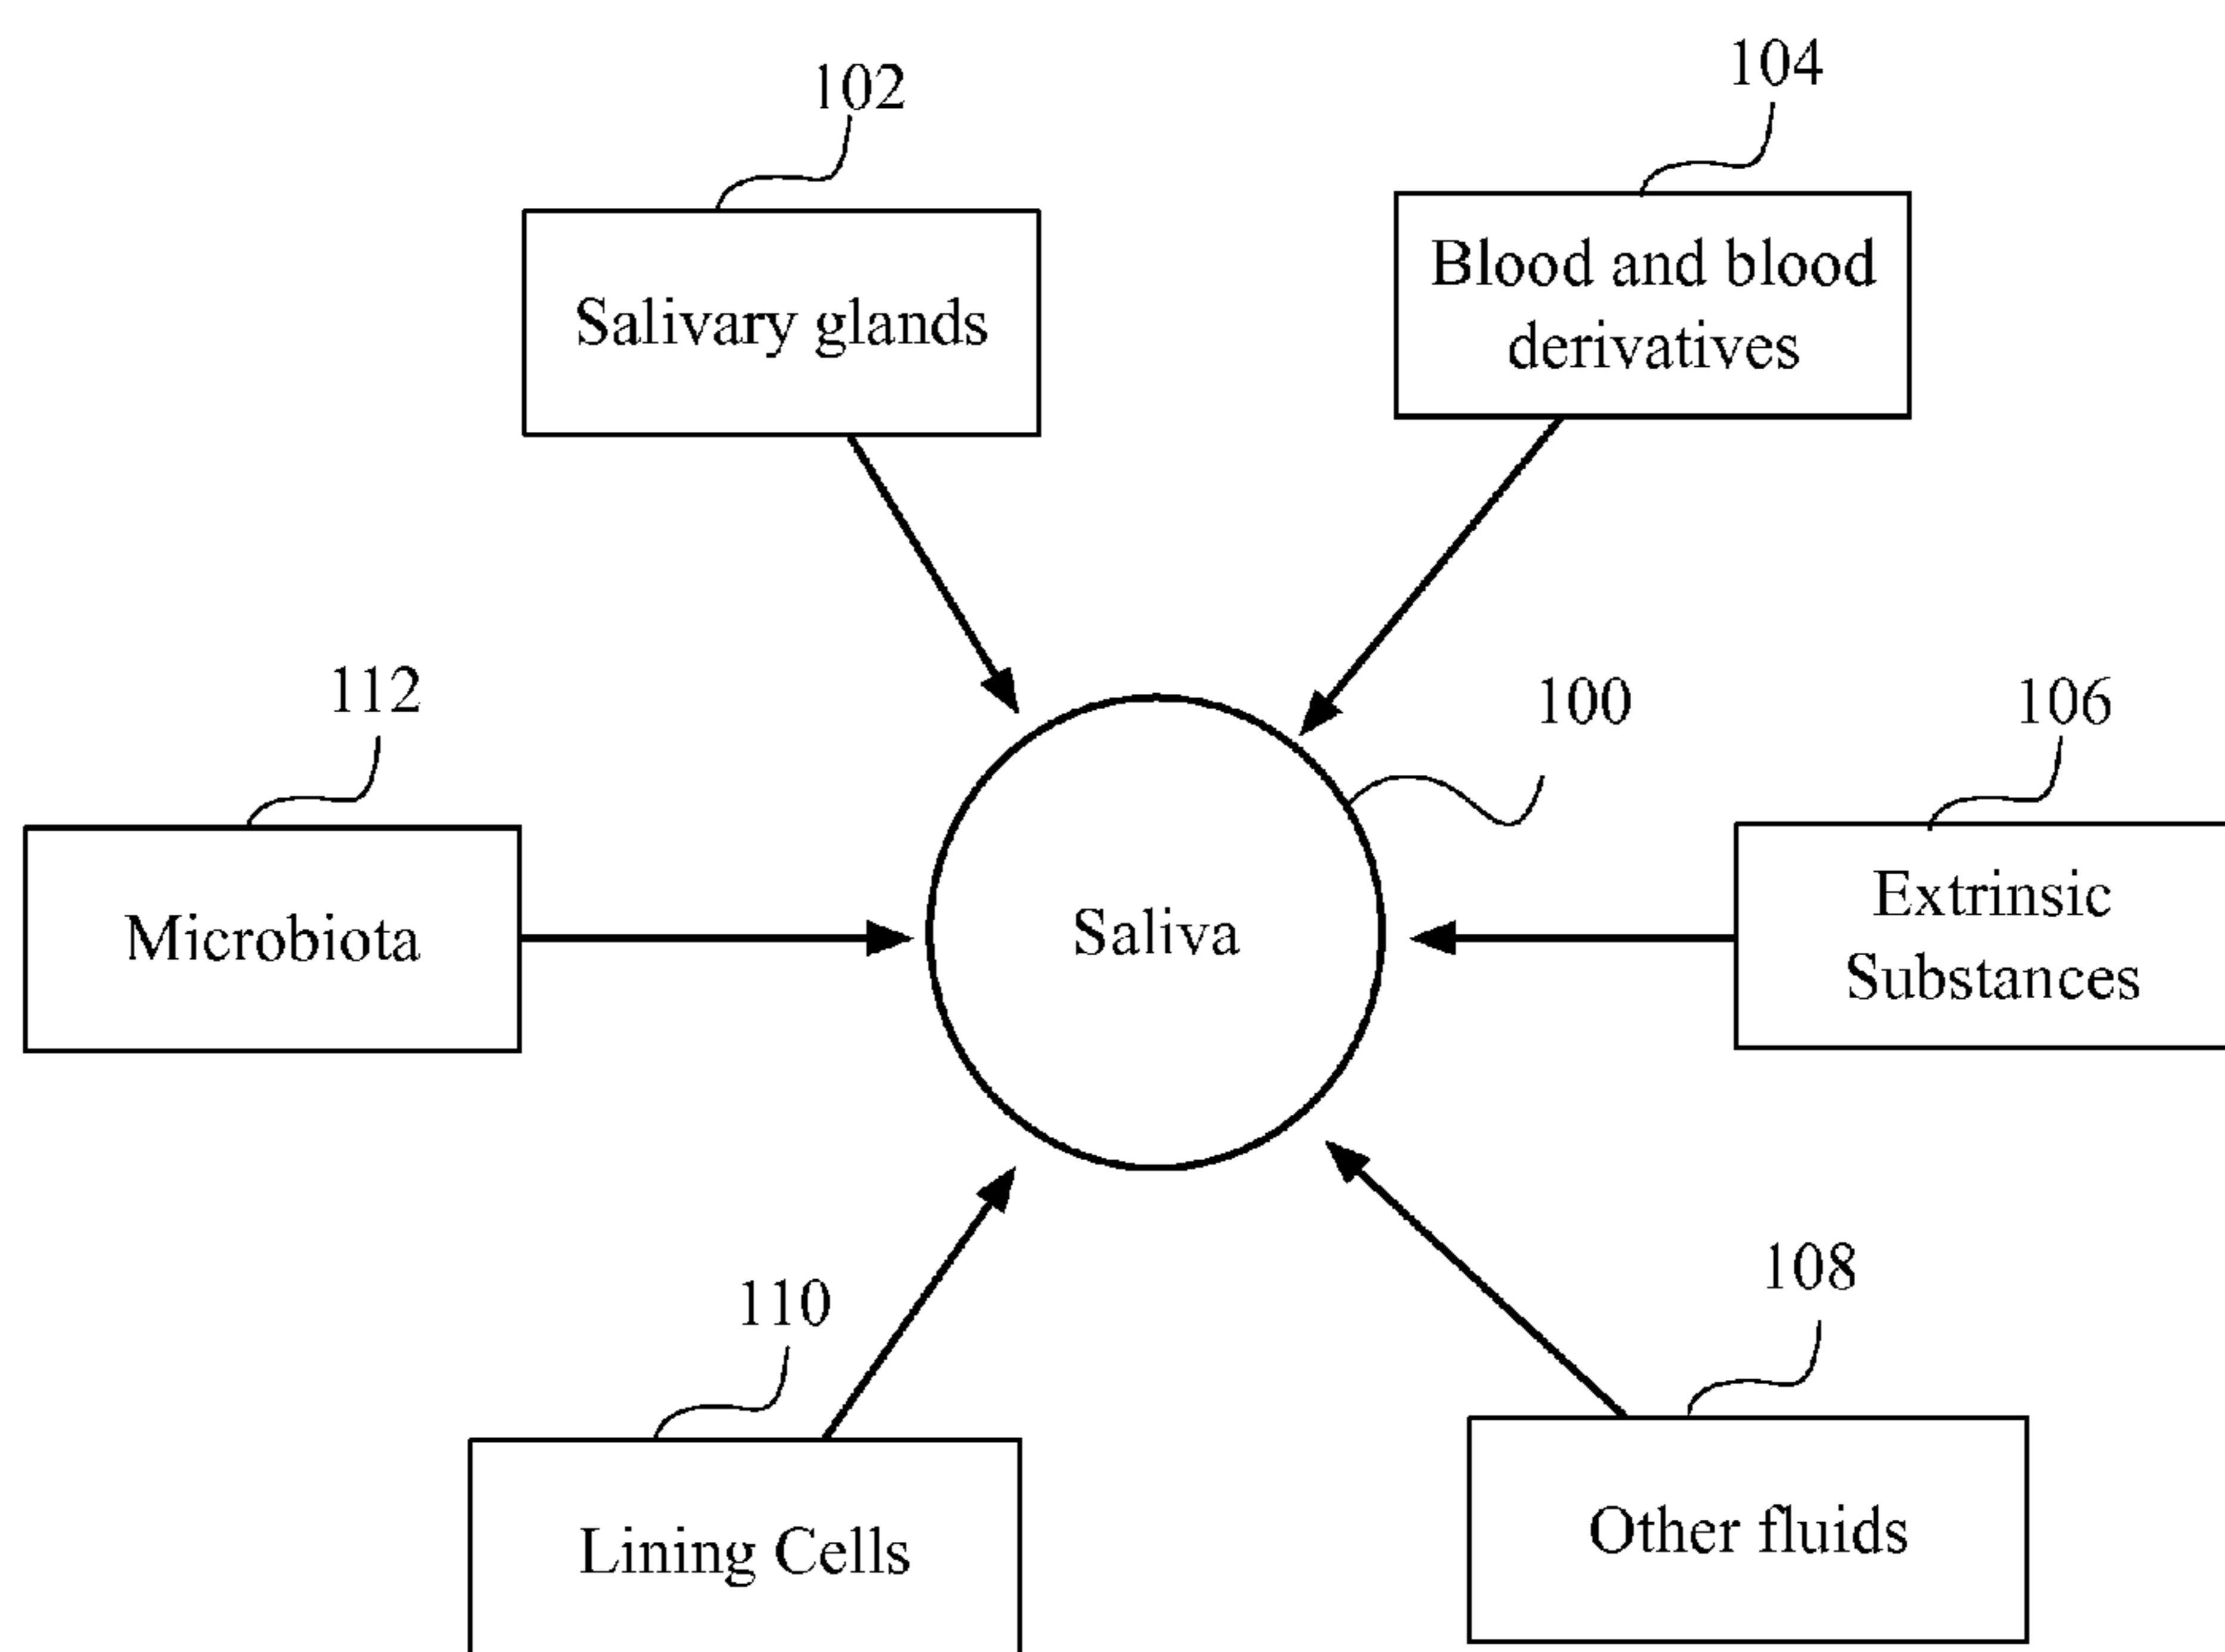 102
104
Salivary glands
Blood and blood
derivatives
112
100
106
Microbiota
Saliva
Extrinsic
Substances
110
108
Lining Cells
Other fluids